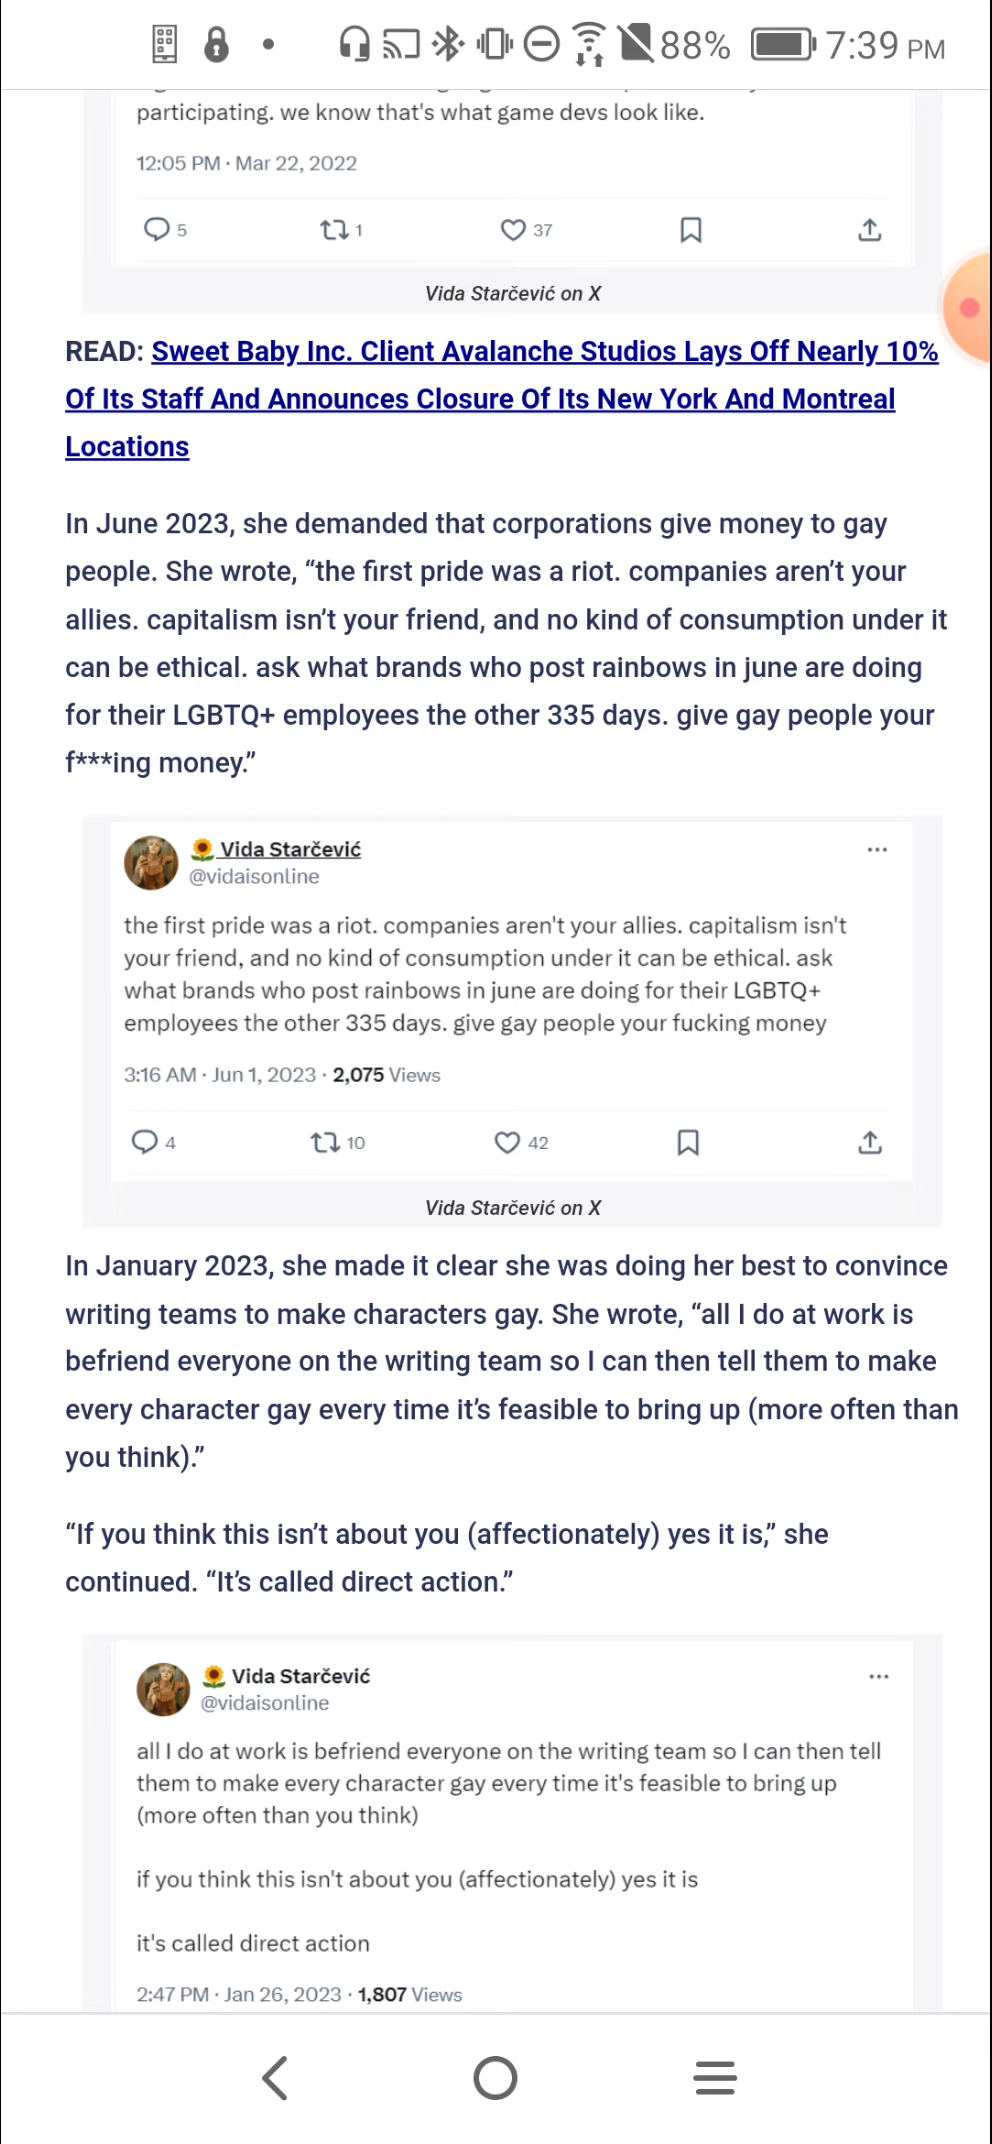 88% 7:39 PM
participating. we know that's what game devs look like.
12:05 PM · Mar 22, 2022
5 1 37
Vida Starčević on X
READ: Sweet Baby Inc. Client Avalanche Studios Lays Off Nearly 10%
Of Its Staff And Announces Closure Of Its New York And Montreal
Locations
In June 2023, she demanded that corporations give money to gay
people. She wrote, “the first pride was a riot. companies aren’t your
allies. capitalism isn’t your friend, and no kind of consumption under it
can be ethical. ask what brands who post rainbows in june are doing
for their LGBTQ+ employees the other 335 days. give gay people your
f***ing money.”
Vida Starčević
@vidaisonline
the first pride was a riot. companies aren't your allies. capitalism isn't
your friend, and no kind of consumption under it can be ethical. ask
what brands who post rainbows in june are doing for their LGBTQ+
employees the other 335 days. give gay people your fucking money
3:16 AM · Jun 1, 2023 · 2,075 Views
4 10 42
Vida Starčević on X
In January 2023, she made it clear she was doing her best to convince
writing teams to make characters gay. She wrote, “all I do at work is
befriend everyone on the writing team so I can then tell them to make
every character gay every time it’s feasible to bring up (more often than
you think).”
“If you think this isn’t about you (affectionately) yes it is,” she
continued. “It’s called direct action.”
Vida Starčević
@vidaisonline
all I do at work is befriend everyone on the writing team so I can then tell
them to make every character gay every time it's feasible to bring up
(more often than you think)
if you think this isn't about you (affectionately) yes it is
it's called direct action
2:47 PM · Jan 26, 2023 · 1,807 Views